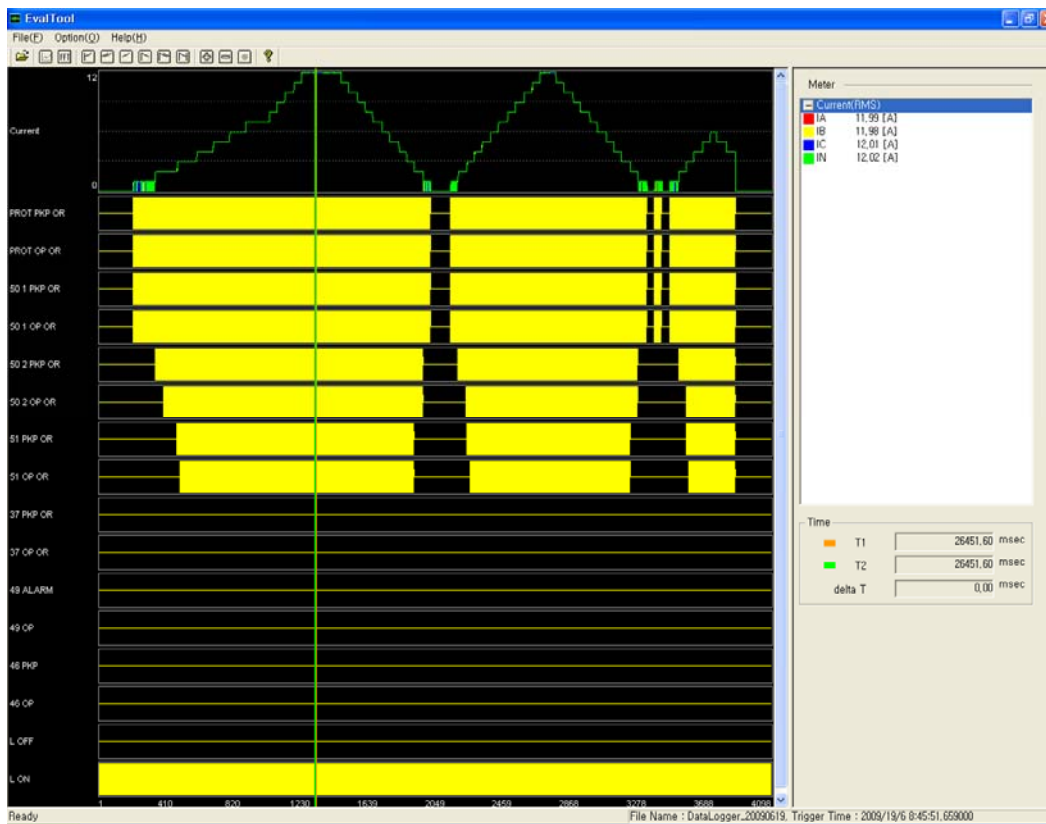 EvalTool
File(F) Option(O) Help(H)
12
Current
0
PROT PKP OR
PROT OP OR
50 1 PKP OR
50 1 OP OR
50 2 PKP OR
50 2 OP OR
51 PKP OR
51 OP OR
37 PKP OR
37 OP OR
49 ALARM
49 OP
46 PKP
46 OP
L OFF
L ON
1 410 820 1230 1639 2049 2459 2868 3278 3688 4098
Meter
Current(RMS)
IA 11,99 [A]
IB 11,98 [A]
IC 12,01 [A]
IN 12,02 [A]
Time
T1 26451,60 msec
T2 26451,60 msec
delta T 0,00 msec
Ready
File Name : DataLogger_20090619, Trigger Time : 2009/19/6 8:45:51,659000